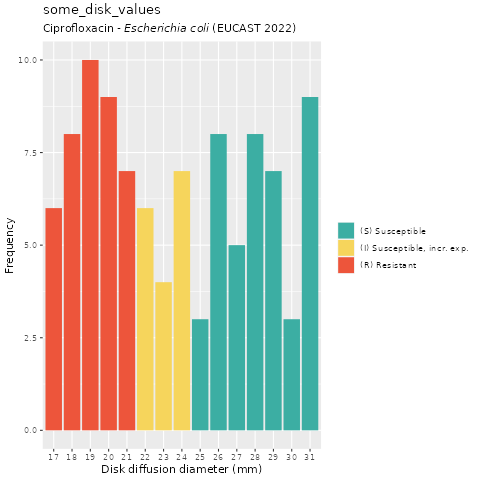 some_disk_values
Ciprofloxacin - Escherichia coli (EUCAST 2022)
Frequency
10.0
7.5
5.0
2.5
0.0
17 18 19 20 21 22 23 24 25 26 27 28 29 30 31
Disk diffusion diameter (mm)
(S) Susceptible
(I) Susceptible, incr. exp.
(R) Resistant